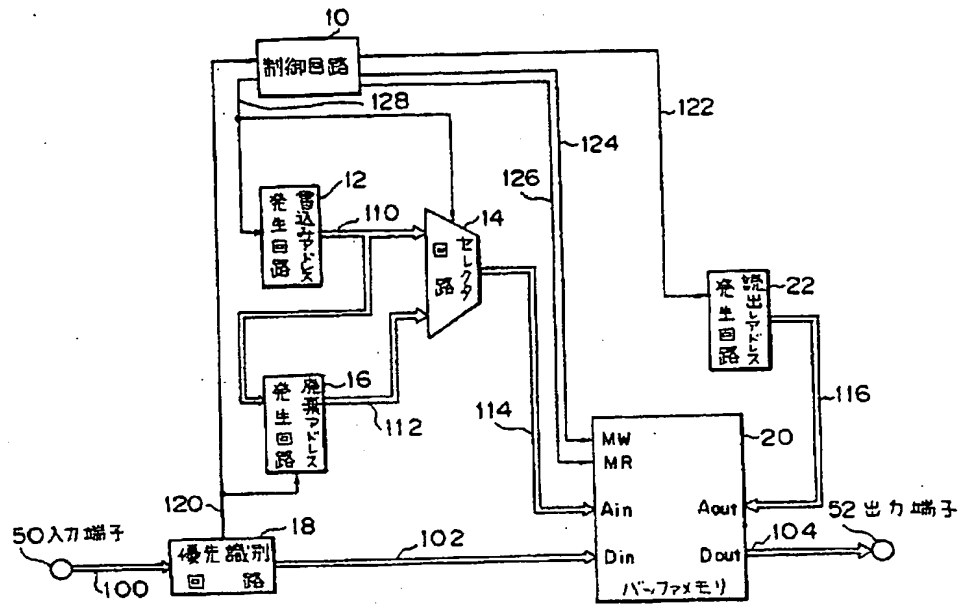 10
制御回路
128
122
124
126
12
書込みアドレス
発生回路
110
14
セレクタ
回路
22
読出しアドレス
発生回路
16
廃棄アドレス
発生回路
112
114
116
20
MW
MR
Ain
Aout
Din
Dout
バッファメモリ
120
18
優先識別
回路
50入力端子
100
102
104
52出力端子